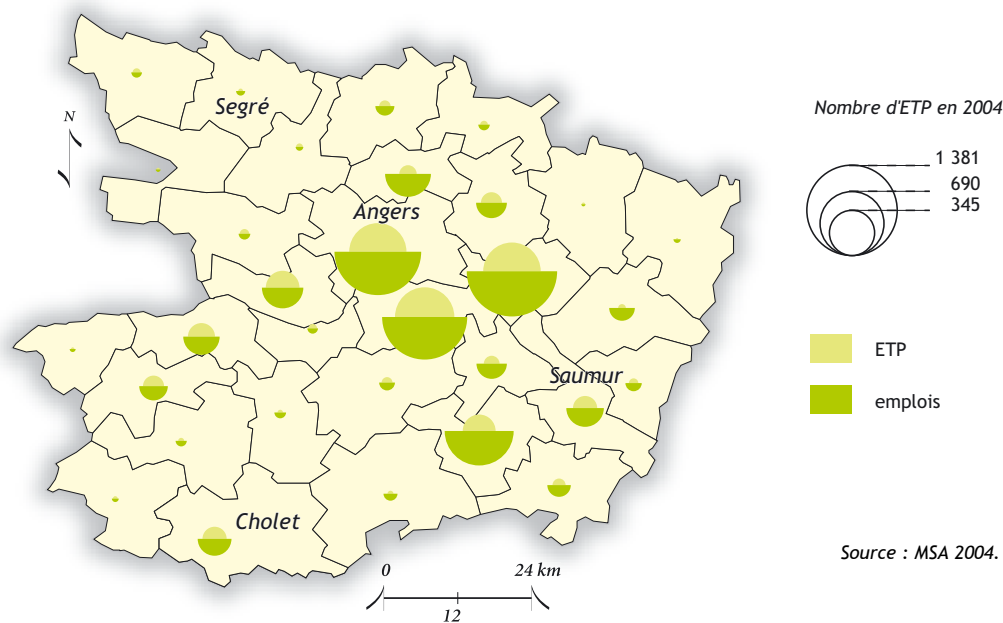 Segré
N
Angers
Saumur
Cholet
0 24 km
12
Nombre d'ETP en 2004
1 381
690
345
ETP
emplois
Source : MSA 2004.